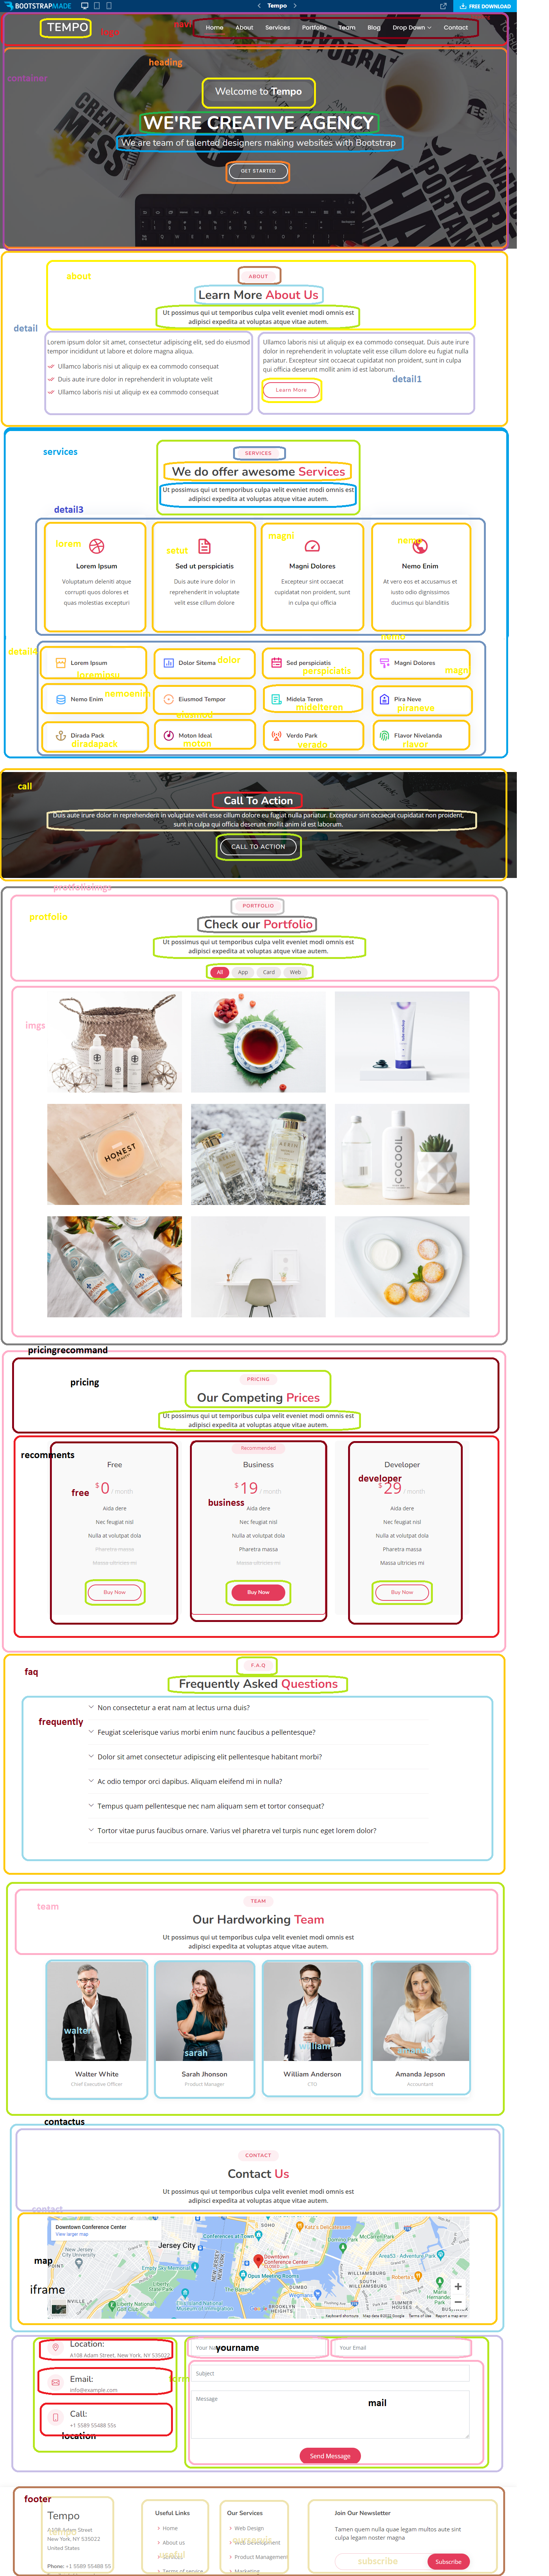 BOOTSTRAPMADE
Tempo
FREE DOWNLOAD
TEMPO
logo
Home About Services Portfolio Team Blog Drop Down Contact
container
heading
Welcome to Tempo
WE'RE CREATIVE AGENCY
We are team of talented designers making websites with Bootstrap
GET STARTED
about
ABOUT
Learn More About Us
Ut possimus qui ut temporibus culpa velit eveniet modi omnis est
adipisci expedita at voluptas atque vitae autem.
detail
Lorem ipsum dolor sit amet, consectetur adipiscing elit, sed do eiusmod
tempor incididunt ut labore et dolore magna aliqua.
Ullamco laboris nisi ut aliquip ex ea commodo consequat
Duis aute irure dolor in reprehenderit in voluptate velit
Ullamco laboris nisi ut aliquip ex ea commodo consequat
Ullamco laboris nisi ut aliquip ex ea commodo consequat. Duis aute irure
dolor in reprehenderit in voluptate velit esse cillum dolore eu fugiat nulla
pariatur. Excepteur sint occaecat cupidatat non proident, sunt in culpa
qui officia deserunt mollit anim id est laborum.
detail1
Learn More
services
SERVICES
We do offer awesome Services
Ut possimus qui ut temporibus culpa velit eveniet modi omnis est
adipisci expedita at voluptas atque vitae autem.
detail3
lorem
Lorem Ipsum
Voluptatum deleniti atque
corrupti quos dolores et
quas molestias excepturi
setut
Sed ut perspiciatis
Duis aute irure dolor in
reprehenderit in voluptate
velit esse cillum dolore
magni
Magni Dolores
Excepteur sint occaecat
cupidatat non proident, sunt
in culpa qui officia
nemo
Nemo Enim
At vero eos et accusamus et
iusto odio dignissimos
ducimus qui blanditiis
detail4
Lorem Ipsum
loremipsu
Dolor Sitema
dolor
Sed perspiciatis
perspiciatis
Magni Dolores
magn
Nemo Enim
nemoenim
Eiusmod Tempor
Midela Teren
midelteren
Pira Neve
piraneve
Dirada Pack
diradapack
Moton Ideal
moton
Verdo Park
verado
Flavor Nivelanda
flavor
call
Call To Action
Duis aute irure dolor in reprehenderit in voluptate velit esse cillum dolore eu fugiat nulla pariatur. Excepteur sint occaecat cupidatat non proident,
sunt in culpa qui officia deserunt mollit anim id est laborum.
CALL TO ACTION
protfolioimgs
protfolio
PORTFOLIO
Check our Portfolio
Ut possimus qui ut temporibus culpa velit eveniet modi omnis est
adipisci expedita at voluptas atque vitae autem.
All App Card Web
imgs
HONEST
COCOOIL
pricingrecommand
pricing
PRICING
Our Competing Prices
Ut possimus qui ut temporibus culpa velit eveniet modi omnis est
adipisci expedita at voluptas atque vitae autem.
recomments
Free
free
$0 / month
Aida dere
Nec feugiat nisl
Nulla at volutpat dola
Pharetra massa
Massa ultricies mi
Buy Now
Recommended
Business
$19 / month
business
Aida dere
Nec feugiat nisl
Nulla at volutpat dola
Pharetra massa
Massa ultricies mi
Buy Now
Developer
developer
$29 / month
Aida dere
Nec feugiat nisl
Nulla at volutpat dola
Pharetra massa
Massa ultricies mi
Buy Now
faq
F.A.Q
Frequently Asked Questions
frequently
Non consectetur a erat nam at lectus urna duis?
Feugiat scelerisque varius morbi enim nunc faucibus a pellentesque?
Dolor sit amet consectetur adipiscing elit pellentesque habitant morbi?
Ac odio tempor orci dapibus. Aliquam eleifend mi in nulla?
Tempus quam pellentesque nec nam aliquam sem et tortor consequat?
Tortor vitae purus faucibus ornare. Varius vel pharetra vel turpis nunc eget lorem dolor?
team
TEAM
Our Hardworking Team
Ut possimus qui ut temporibus culpa velit eveniet modi omnis est
adipisci expedita at voluptas atque vitae autem.
walter
Walter White
Chief Executive Officer
sarah
Sarah Jhonson
Product Manager
william
William Anderson
CTO
Amanda Jepson
Accountant
contactus
CONTACT
Contact Us
Ut possimus qui ut temporibus culpa velit eveniet modi omnis est
adipisci expedita at voluptas atque vitae autem.
contact
Downtown Conference Center
View larger map
map
iframe
Jersey City
SOHO
Katz's Delicatessen
Downtown
Conference Center
Opus Meeting Rooms
DUMBO
BROOKLYN
HEIGHTS
SOUTH
WILLIAMSBURG
Location:
A108 Adam Street, New York, NY 535022
Email:
info@example.com
Call:
+1 5589 55488 55s
location
form
yourname
Your Email
Subject
Message
mail
Send Message
footer
Tempo
A108 Adam Street
New York, NY 535022
United States
Phone: +1 5589 55488 55
Useful Links
Home
About us
Services
useful
Terms of service
Our Services
Web Design
Web Development
Product Management
Marketing
Join Our Newsletter
Tamen quem nulla quae legam multos aute sint
culpa legam noster magna
subscribe
Subscribe